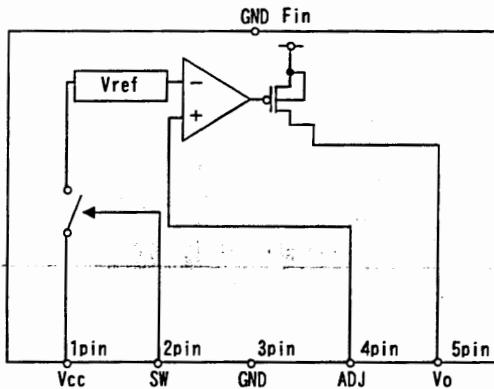 GND Fin
Vref
−
+
1pin 2pin 3pin 4pin 5pin
Vcc SW GND ADJ Vo